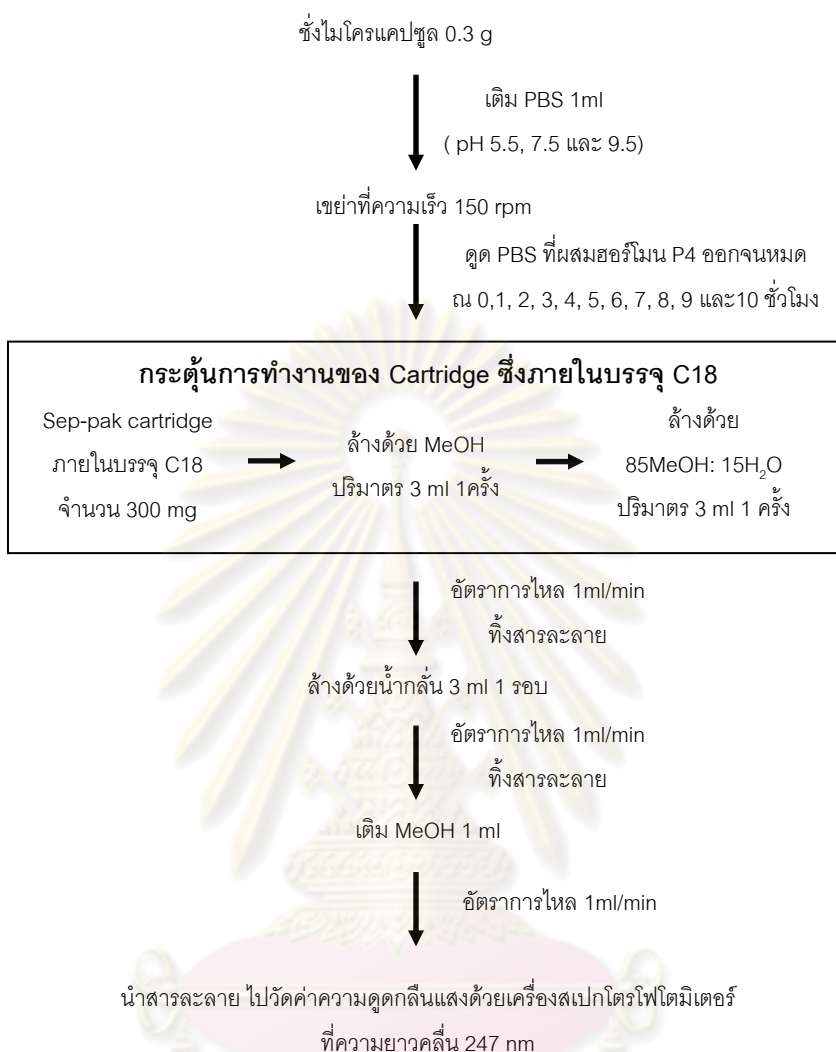 ชั่งไมโครแคปซูล 0.3 g
เติม PBS 1ml
( pH 5.5, 7.5 และ 9.5)
เขย่าที่ความเร็ว 150 rpm
ดูด PBS ที่ผสมฮอร์โมน P4 ออกจนหมด
ณ 0,1, 2, 3, 4, 5, 6, 7, 8, 9 และ10 ชั่วโมง
กระตุ้นการทำงานของ Cartridge ซึ่งภายในบรรจุ C18
Sep-pak cartridge
ภายในบรรจุ C18
จำนวน 300 mg
ล้างด้วย MeOH
ปริมาตร 3 ml 1ครั้ง
ล้างด้วย
85MeOH: 15H₂O
ปริมาตร 3 ml 1 ครั้ง
อัตราการไหล 1ml/min
ทิ้งสารละลาย
ล้างด้วยน้ำกลั่น 3 ml 1 รอบ
อัตราการไหล 1ml/min
ทิ้งสารละลาย
เติม MeOH 1 ml
อัตราการไหล 1ml/min
นำสารละลาย ไปวัดค่าความดูดกลืนแสงด้วยเครื่องสเปกโตรโฟโตมิเตอร์
ที่ความยาวคลื่น 247 nm